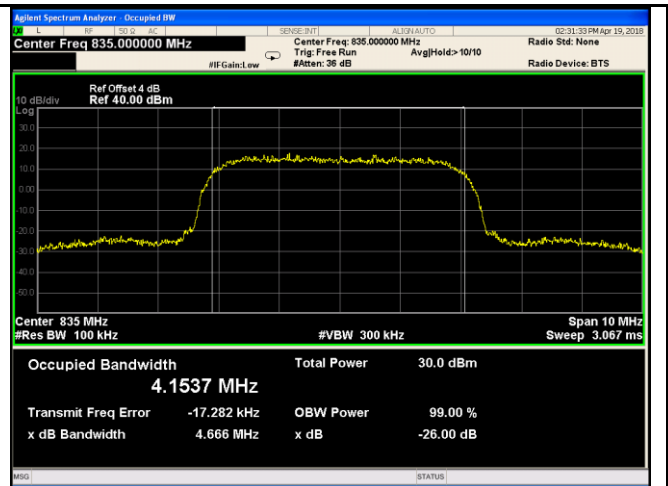 Agilent Spectrum Analyzer - Occupied BW
L RF 50 Ω AC SENSE:INT ALIGN AUTO 02:31:33 PM Apr 19, 2018
Center Freq 835.000000 MHz Center Freq: 835.000000 MHz Radio Std: None
Trig: Free Run Avg|Hold:> 10/10
#IFGain:Low #Atten: 36 dB Radio Device: BTS
Ref Offset 4 dB
10 dB/div Ref 40.00 dBm
Log
30.0
20.0
10.0
0.00
-10.0
-20.0
-30.0
-40.0
-50.0
Center 835 MHz Span 10 MHz
#Res BW 100 kHz #VBW 300 kHz Sweep 3.067 ms
Occupied Bandwidth Total Power 30.0 dBm
4.1537 MHz
Transmit Freq Error -17.282 kHz OBW Power 99.00 %
x dB Bandwidth 4.666 MHz x dB -26.00 dB
MSG STATUS